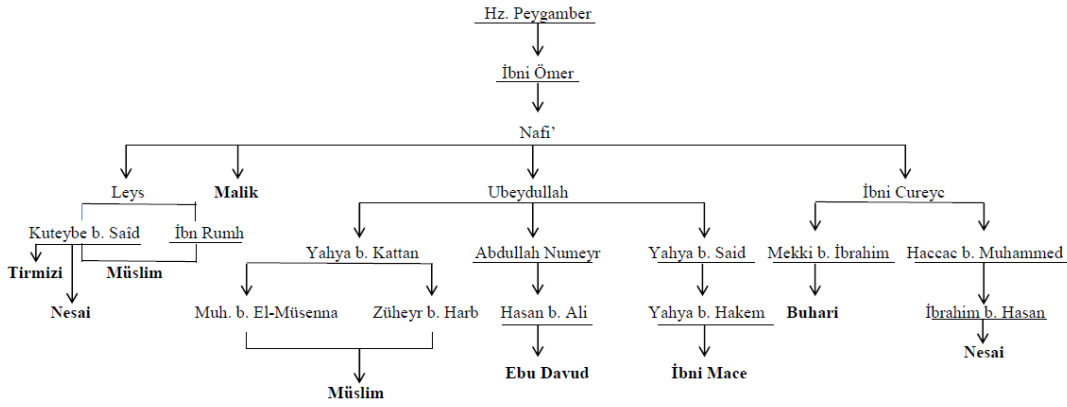 Hz. Peygamber
İbni Ömer
Nafi’
Leys
Malik
Ubeydullah
İbni Cureyc
Kuteybe b. Saîd
İbn Rumh
Yahya b. Kattan
Abdullah Numeyr
Yahya b. Said
Mekki b. İbrahim
Haccac b. Muhammed
Tirmizi
Müslim
Nesai
Muh. b. El-Müsenna
Züheyr b. Harb
Hasan b. Ali
Yahya b. Hakem
Buhari
İbrahim b. Hasan
Nesai
Müslim
Ebu Davud
İbni Mace